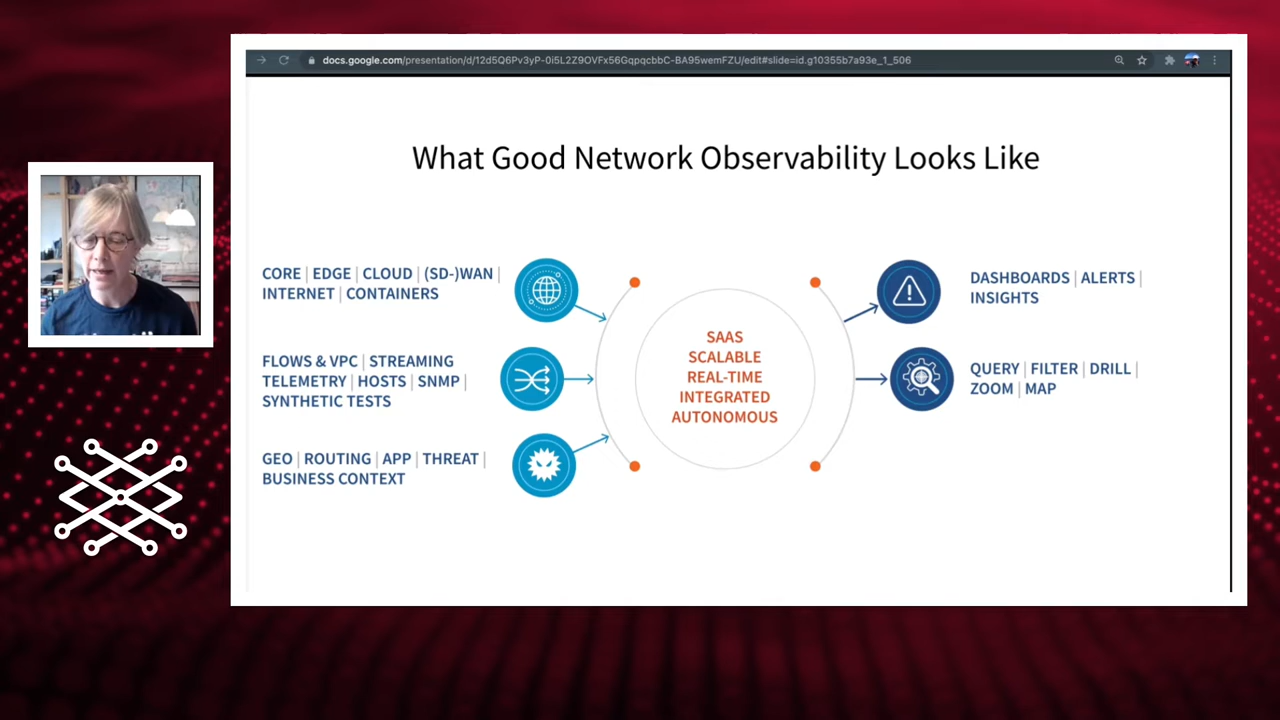 docs.google.com/presentation/d/12d5Q6Pv3yP-0i5L2Z9OVFx56GqpqcbbC-BA95wemFZU/edit#slide=id.g10355b7a93e_1_506
What Good Network Observability Looks Like
CORE | EDGE | CLOUD | (SD-)WAN |
INTERNET | CONTAINERS
FLOWS & VPC | STREAMING
TELEMETRY | HOSTS | SNMP |
SYNTHETIC TESTS
GEO | ROUTING | APP | THREAT |
BUSINESS CONTEXT
SAAS
SCALABLE
REAL-TIME
INTEGRATED
AUTONOMOUS
DASHBOARDS | ALERTS |
INSIGHTS
QUERY | FILTER | DRILL |
ZOOM | MAP